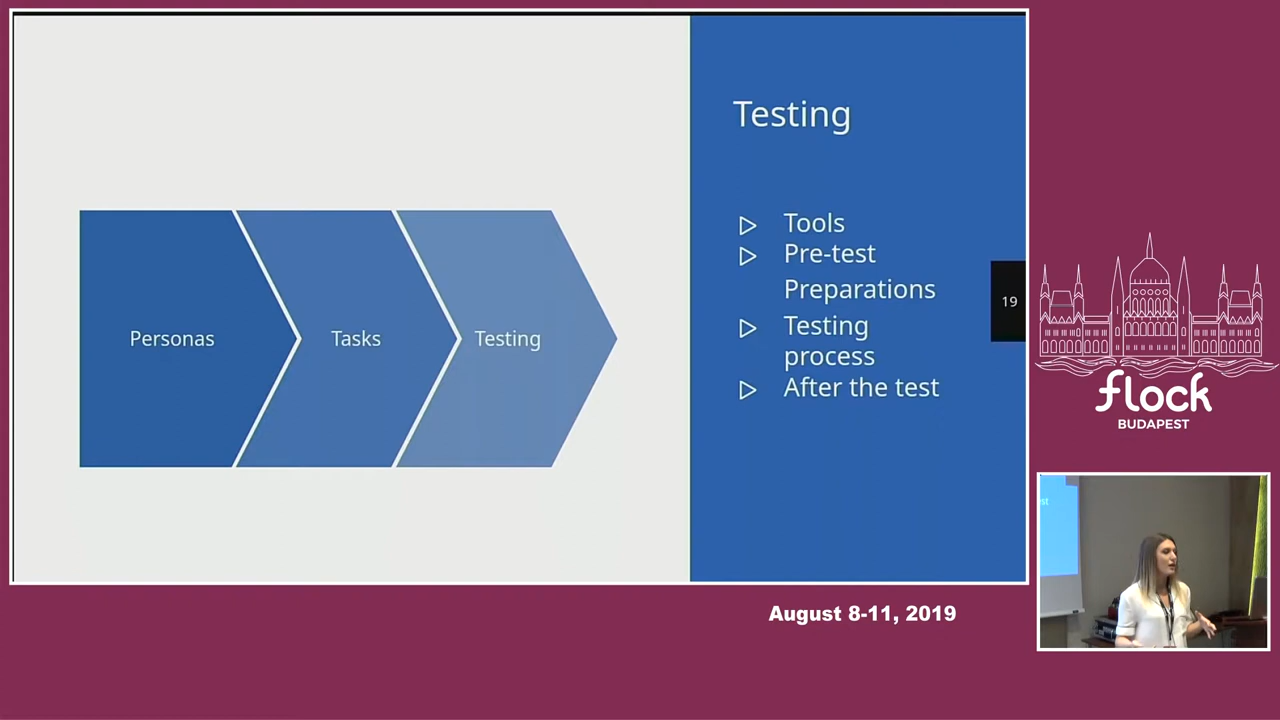 Personas
Tasks
Testing
Testing
Tools
Pre-test
Preparations
Testing
process
After the test
19
flock
BUDAPEST
August 8-11, 2019